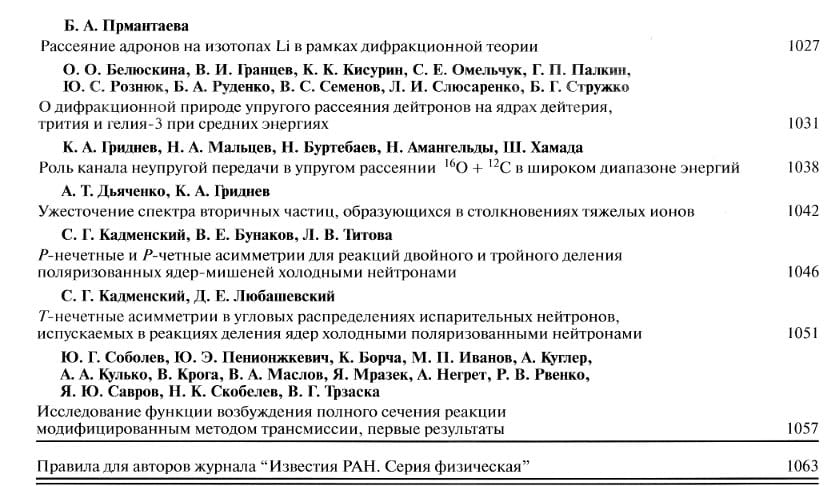 Б. А. Прмантаева
Рассеяние адронов на изотопах Li в рамках дифракционной теории 1027
О. О. Белюскина, В. И. Гранцев, К. К. Кисурин, С. Е. Омельчук, Г. П. Палкин,
Ю. С. Рознюк, Б. А. Руденко, В. С. Семенов, Л. И. Слюсаренко, Б. Г. Стружко
О дифракционной природе упругого рассеяния дейтронов на ядрах дейтерия,
трития и гелия-3 при средних энергиях 1031
К. А. Гриднев, Н. А. Мальцев, Н. Буртебаев, Н. Амангельды, Ш. Хамада
Роль канала неупругой передачи в упругом рассеянии ¹⁶O + ¹²C в широком диапазоне энергий 1038
А. Т. Дьяченко, К. А. Гриднев
Ужесточение спектра вторичных частиц, образующихся в столкновениях тяжелых ионов 1042
С. Г. Кадменский, В. Е. Бунаков, Л. В. Титова
P-нечетные и P-четные асимметрии для реакций двойного и тройного деления
поляризованных ядер-мишеней холодными нейтронами 1046
С. Г. Кадменский, Д. Е. Любашевский
T-нечетные асимметрии в угловых распределениях испарительных нейтронов,
испускаемых в реакциях деления ядер холодными поляризованными нейтронами 1051
Ю. Г. Соболев, Ю. Э. Пенионжкевич, К. Борча, М. П. Иванов, А. Куглер,
А. А. Кулько, В. Крога, В. А. Маслов, Я. Мразек, А. Негрет, Р. В. Рвенко,
Я. Ю. Савров, Н. К. Скобелев, В. Г. Трзаска
Исследование функции возбуждения полного сечения реакции
модифицированным методом трансмиссии, первые результаты 1057
Правила для авторов журнала “Известия РАН. Серия физическая” 1063